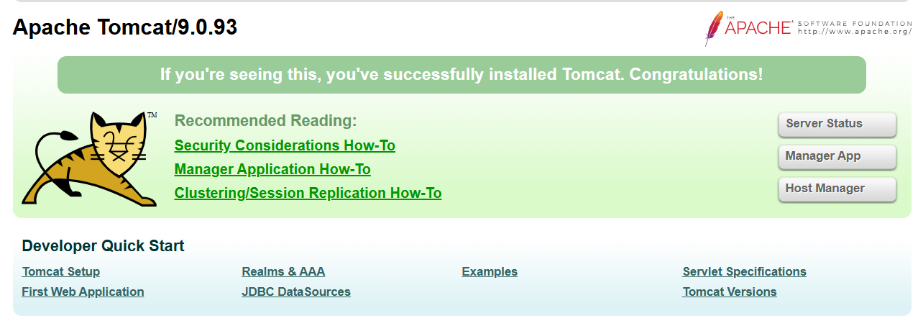 Apache Tomcat/9.0.93
THE
APACHE® SOFTWARE FOUNDATION
http://www.apache.org/
If you're seeing this, you've successfully installed Tomcat. Congratulations!
TM
Recommended Reading:
Security Considerations How-To
Manager Application How-To
Clustering/Session Replication How-To
Server Status
Manager App
Host Manager
Developer Quick Start
Tomcat Setup
First Web Application
Realms & AAA
JDBC DataSources
Examples
Servlet Specifications
Tomcat Versions